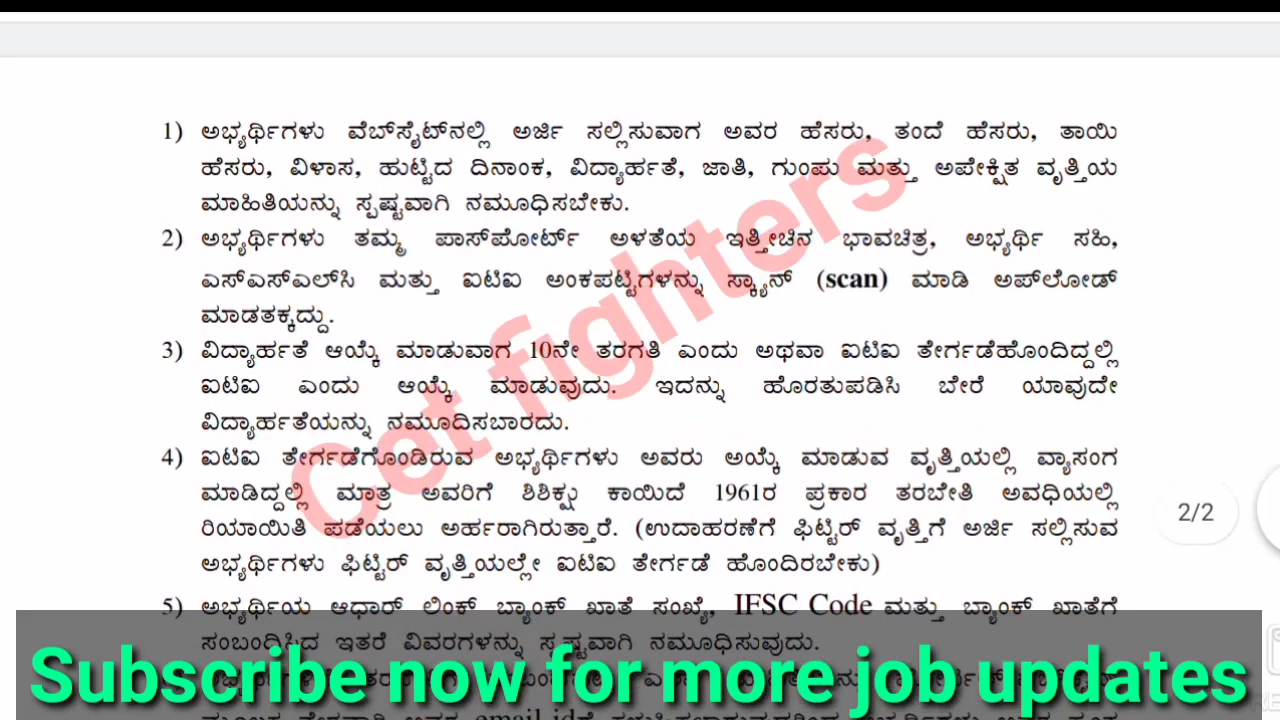 1) ಅಭ್ಯರ್ಥಿಗಳು ವೆಬ್‌ಸೈಟ್‌ನಲ್ಲಿ ಅರ್ಜಿ ಸಲ್ಲಿಸುವಾಗ ಅವರ ಹೆಸರು, ತಂದೆ ಹೆಸರು, ತಾಯಿ
ಹೆಸರು, ವಿಳಾಸ, ಹುಟ್ಟಿದ ದಿನಾಂಕ, ವಿದ್ಯಾರ್ಹತೆ, ಜಾತಿ, ಗುಂಪು ಮತ್ತು ಅಪೇಕ್ಷಿತ ವೃತ್ತಿಯ
ಮಾಹಿತಿಯನ್ನು ಸ್ಪಷ್ಟವಾಗಿ ನಮೂಧಿಸಬೇಕು.
2) ಅಭ್ಯರ್ಥಿಗಳು ತಮ್ಮ ಪಾಸ್‌ಪೋರ್ಟ್ ಅಳತೆಯ ಇತ್ತೀಚಿನ ಭಾವಚಿತ್ರ, ಅಭ್ಯರ್ಥಿ ಸಹಿ,
ಎಸ್‌ಎಸ್‌ಎಲ್‌ಸಿ ಮತ್ತು ಐಟಿಐ ಅಂಕಪಟ್ಟಿಗಳನ್ನು ಸ್ಕ್ಯಾನ್ (scan) ಮಾಡಿ ಅಪ್‌ಲೋಡ್
ಮಾಡತಕ್ಕದ್ದು.
3) ವಿದ್ಯಾರ್ಹತೆ ಆಯ್ಕೆ ಮಾಡುವಾಗ 10ನೇ ತರಗತಿ ಎಂದು ಅಥವಾ ಐಟಿಐ ತೇರ್ಗಡೆಹೊಂದಿದ್ದಲ್ಲಿ
ಐಟಿಐ ಎಂದು ಆಯ್ಕೆ ಮಾಡುವುದು. ಇದನ್ನು ಹೊರತುಪಡಿಸಿ ಬೇರೆ ಯಾವುದೇ
ವಿದ್ಯಾರ್ಹತೆಯನ್ನು ನಮೂದಿಸಬಾರದು.
4) ಐಟಿಐ ತೇರ್ಗಡೆಗೊಂಡಿರುವ ಅಭ್ಯರ್ಥಿಗಳು ಅವರು ಅಯ್ಕೆ ಮಾಡುವ ವೃತ್ತಿಯಲ್ಲಿ ವ್ಯಾಸಂಗ
ಮಾಡಿದ್ದಲ್ಲಿ ಮಾತ್ರ ಅವರಿಗೆ ಶಿಶಿಕ್ಷು ಕಾಯಿದೆ 1961ರ ಪ್ರಕಾರ ತರಬೇತಿ ಅವಧಿಯಲ್ಲಿ
ರಿಯಾಯಿತಿ ಪಡೆಯಲು ಅರ್ಹರಾಗಿರುತ್ತಾರೆ. (ಉದಾಹರಣೆಗೆ ಫಿಟ್ಟಿರ್ ವೃತ್ತಿಗೆ ಅರ್ಜಿ ಸಲ್ಲಿಸುವ
ಅಭ್ಯರ್ಥಿಗಳು ಫಿಟ್ಟಿರ್ ವೃತ್ತಿಯಲ್ಲೇ ಐಟಿಐ ತೇರ್ಗಡೆ ಹೊಂದಿರಬೇಕು)
5) ಅಭ್ಯರ್ಥಿಯ ಆಧಾರ್ ಲಿಂಕ್ ಬ್ಯಾಂಕ್ ಖಾತೆ ಸಂಖ್ಯೆ, IFSC Code ಮತ್ತು ಬ್ಯಾಂಕ್ ಖಾತೆಗೆ
ಸಂಬಂಧಿಸಿದ ಇತರೆ ವಿವರಗಳನ್ನು ಸ್ಪಷ್ಟವಾಗಿ ನಮೂಧಿಸುವುದು.
Cet fighters
2/2
Subscribe now for more job updates